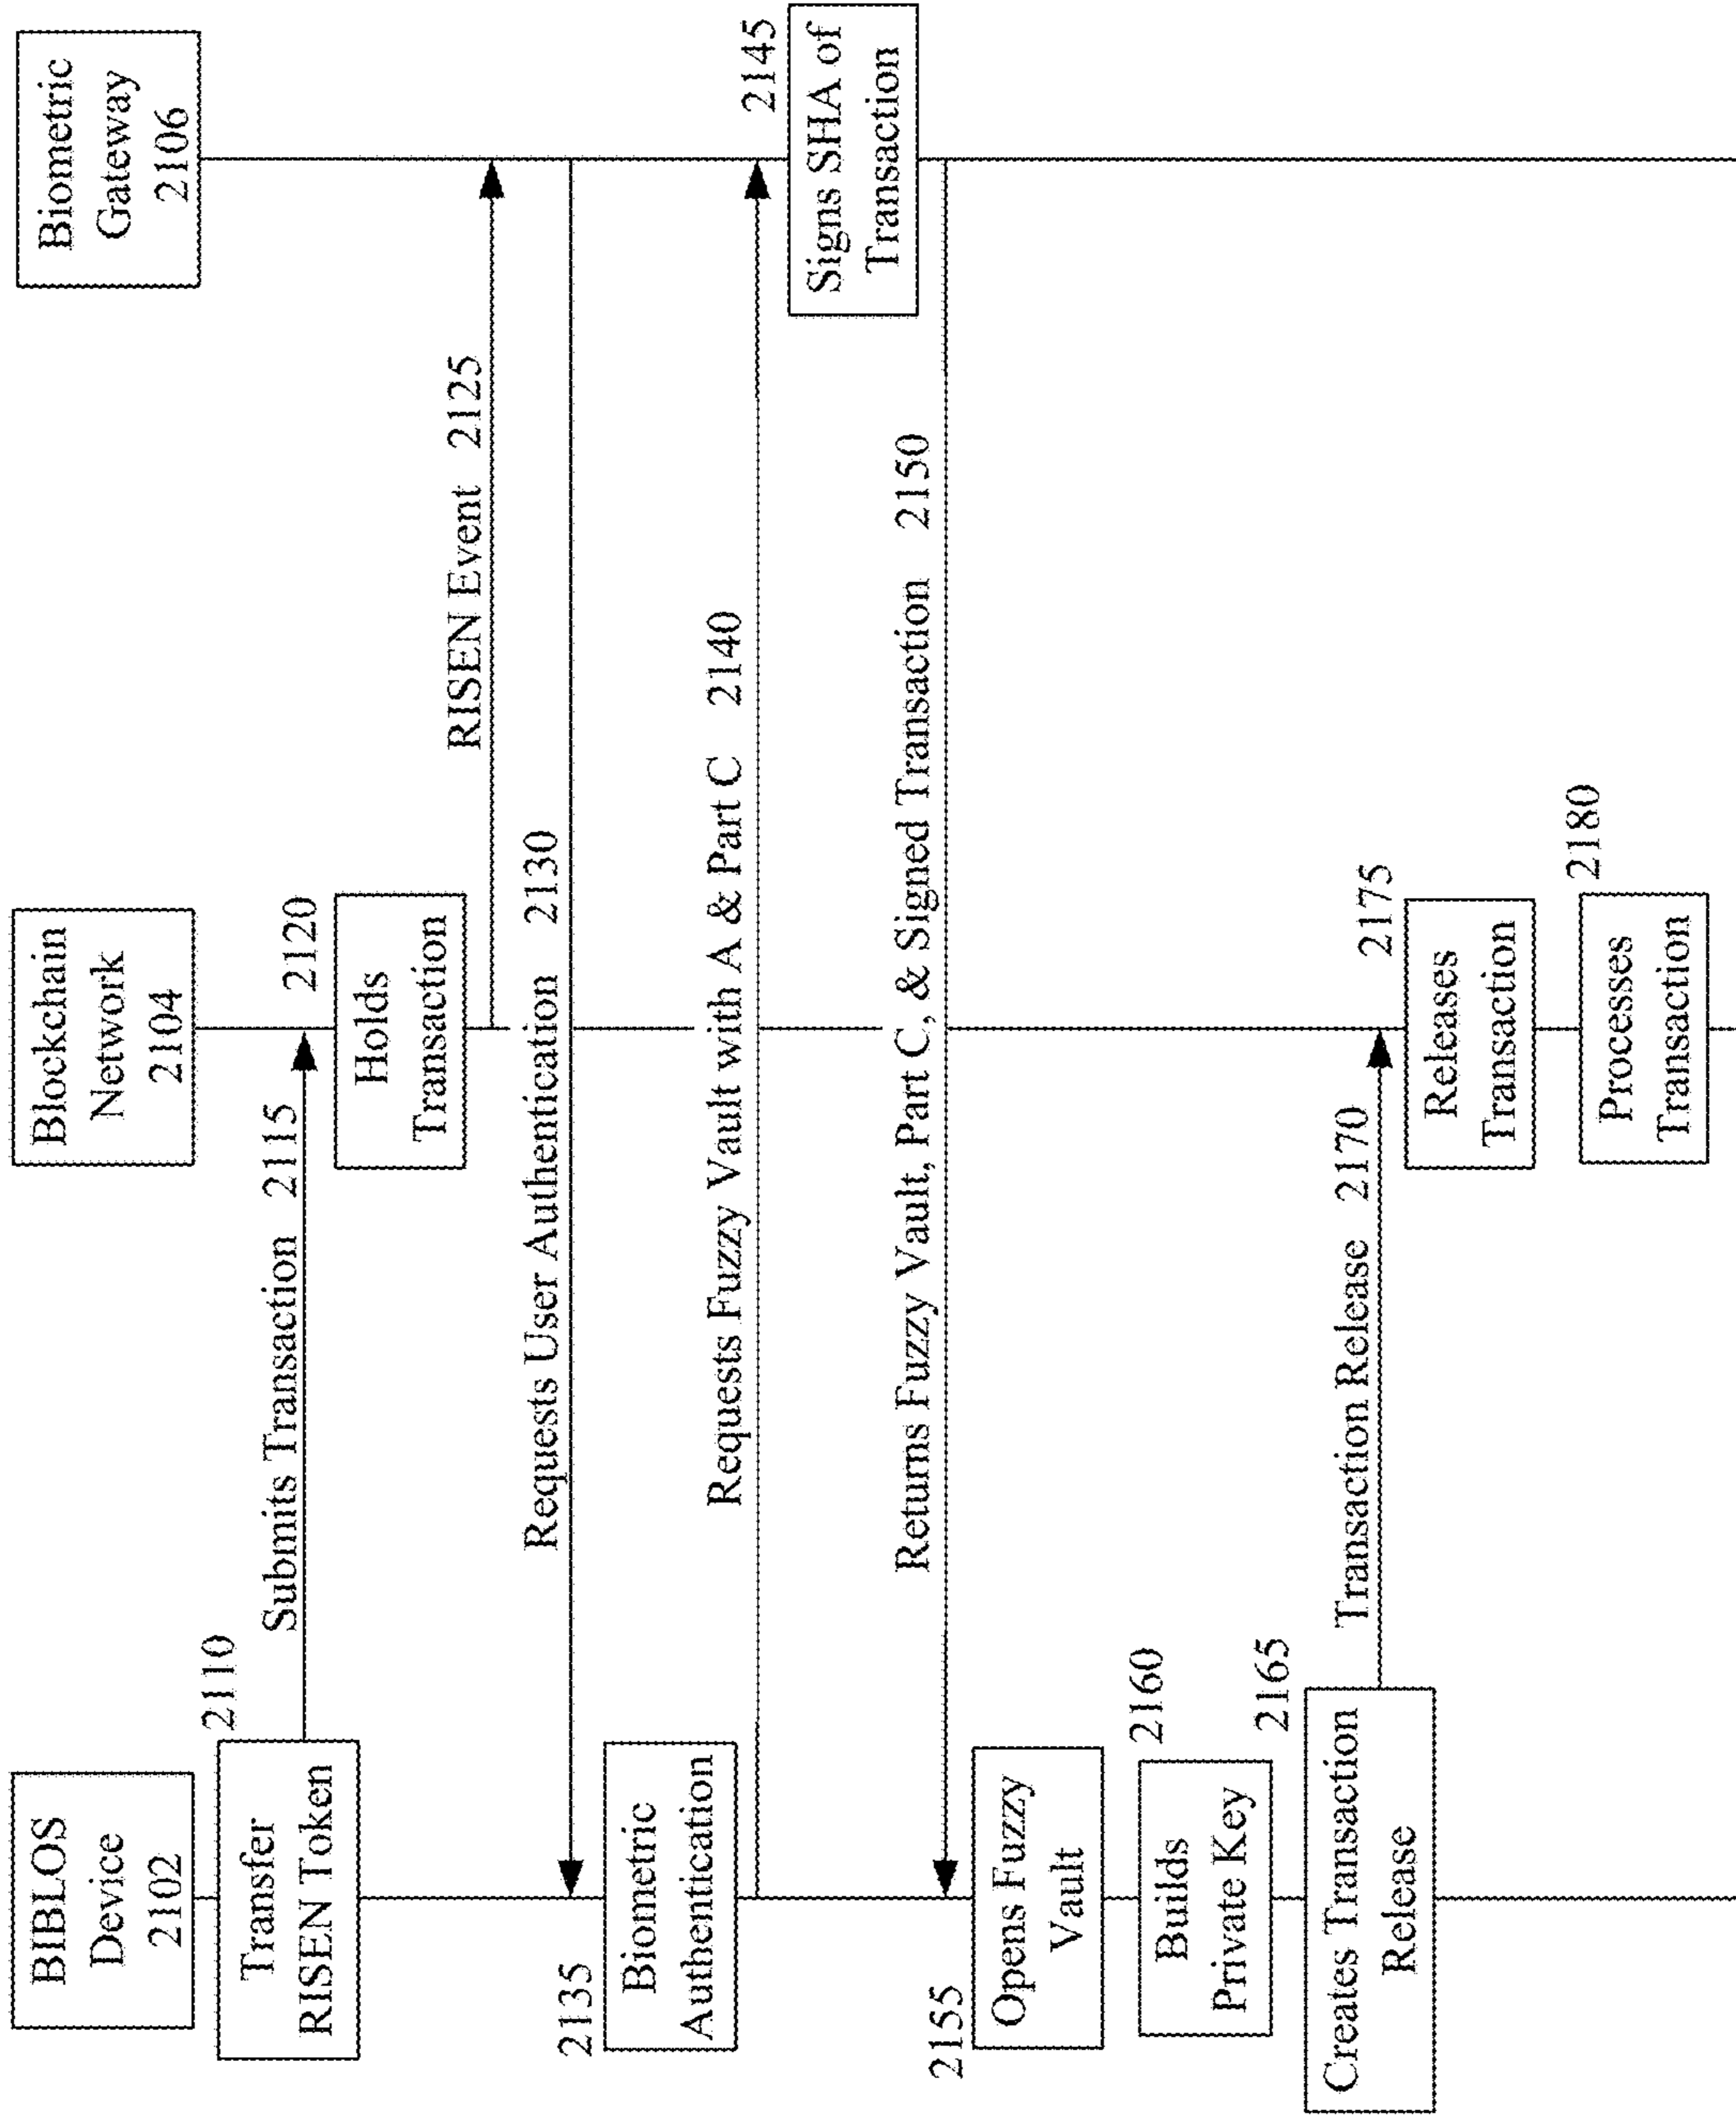 BIBLOS
Device
2102
Blockchain
Network
2104
Biometric
Gateway
2106
2110
Transfer
RISEN Token
Submits Transaction 2115
2120
Holds
Transaction
RISEN Event 2125
Requests User Authentication 2130
2135
Biometric
Authentication
Requests Fuzzy Vault with A & Part C 2140
2145
Signs SHA of
Transaction
Returns Fuzzy Vault, Part C, & Signed Transaction 2150
2155
Opens Fuzzy
Vault
2160
Builds
Private Key
2165
Creates Transaction
Release
Transaction Release 2170
2175
Releases
Transaction
2180
Processes
Transaction